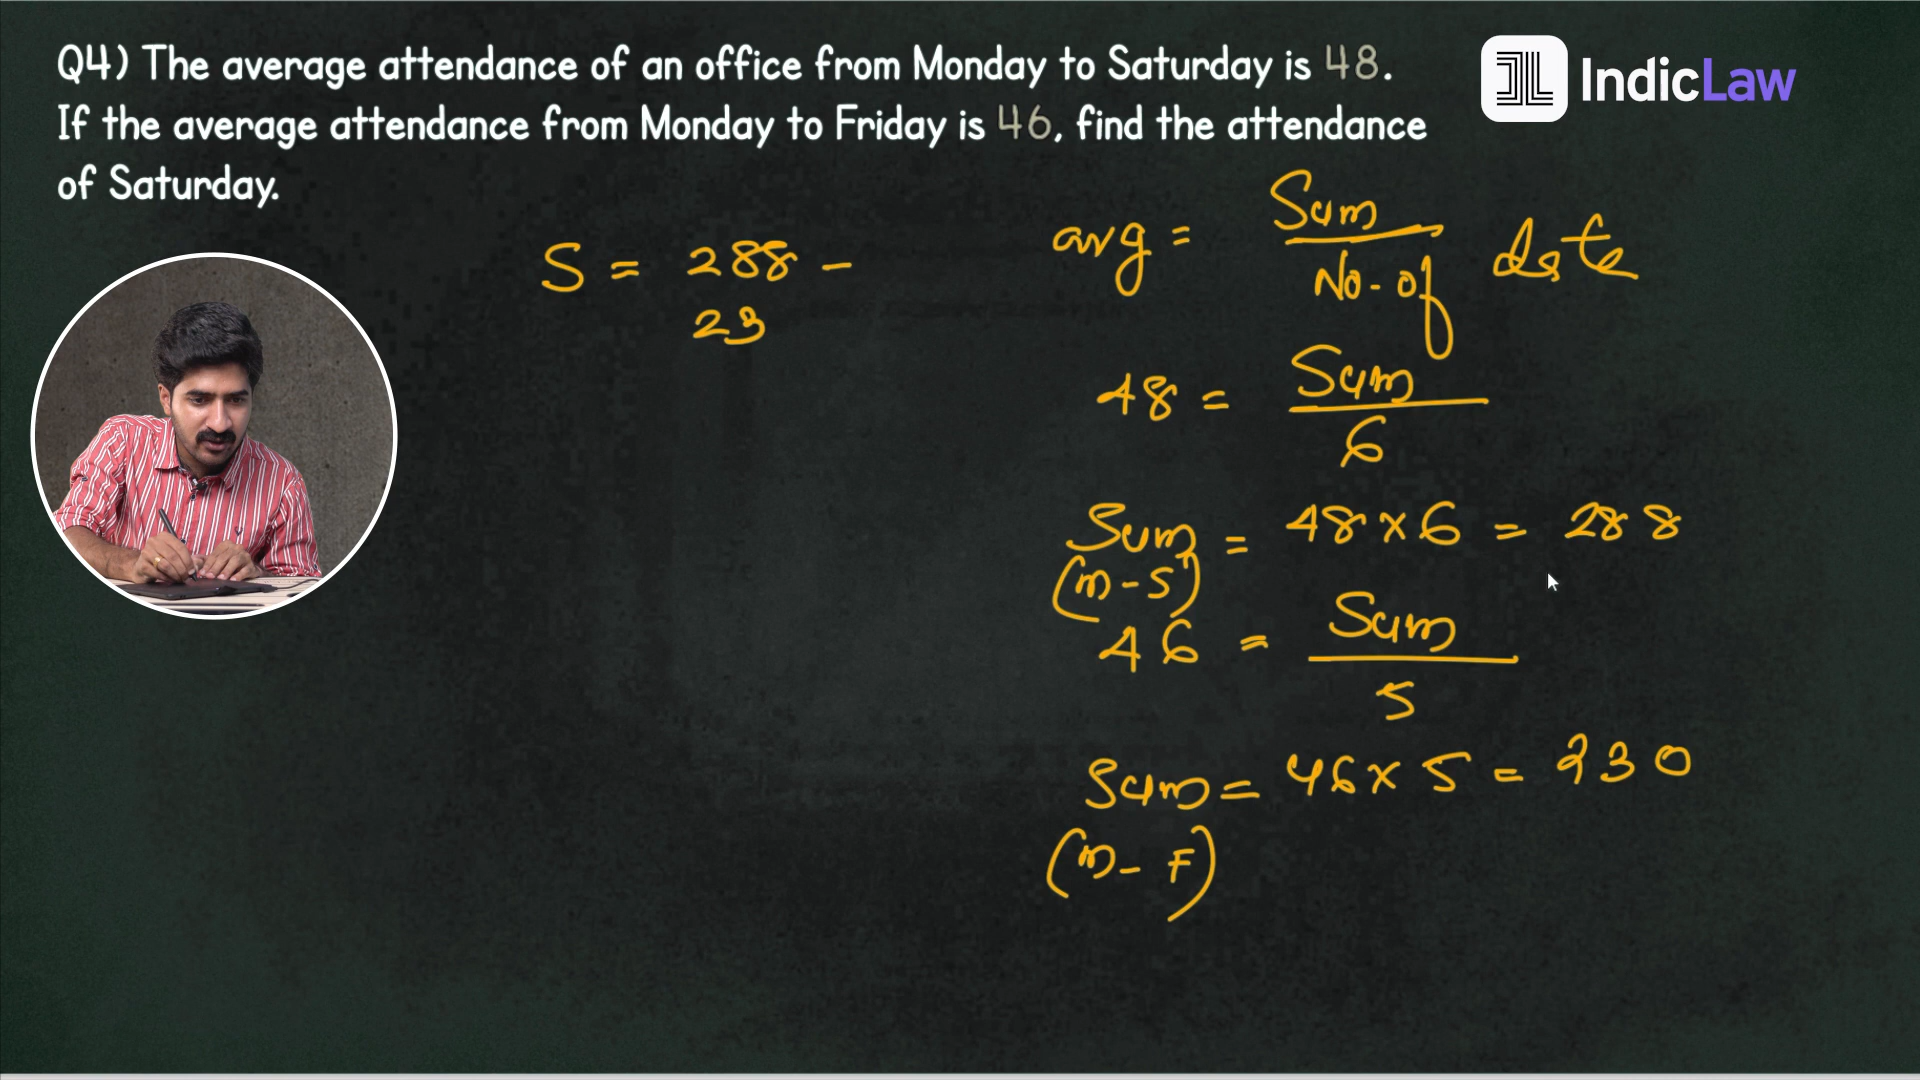 Q4) The average attendance of an office from Monday to Saturday is 48.
If the average attendance from Monday to Friday is 46, find the attendance
of Saturday.
IndicLaw
S = 288 -
23
avg = Sum / No. of data
48 = Sum / 6
Sum = 48 x 6 = 288
(m-s)
46 = Sum / 5
Sum = 46 x 5 = 230
(m-F)